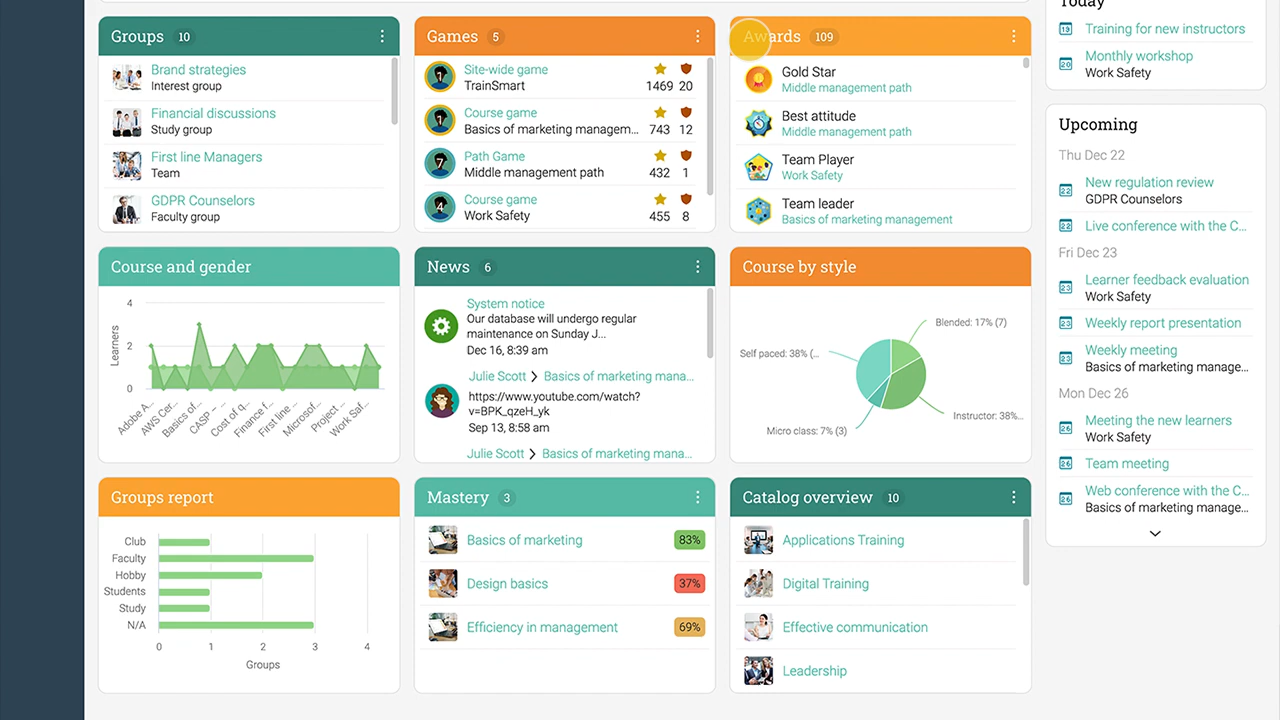 Groups 10
Brand strategies
Interest group
Financial discussions
Study group
First line Managers
Team
GDPR Counselors
Faculty group
Games 5
Site-wide game
TrainSmart
1469 20
Course game
Basics of marketing managem...
743 12
Path Game
Middle management path
432 1
Course game
Work Safety
455 8
Awards 109
Gold Star
Middle management path
Best attitude
Middle management path
Team Player
Work Safety
Team leader
Basics of marketing management
Course and gender
4
2
0
Learners
Adobe A...
AWS Cer...
Basics of...
CASP - ...
Cost of q...
Finance f...
First line ...
Microsof...
Project ...
Work Saf...
News 6
System notice
Our database will undergo regular
maintenance on Sunday J...
Dec 16, 8:39 am
Julie Scott > Basics of marketing mana...
https://www.youtube.com/watch?
v=BPK_qzeH_yk
Sep 13, 8:58 am
Julie Scott > Basics of marketing mana...
Course by style
Blended: 17% (7)
Self paced: 38% (...
Instructor: 38%...
Micro class: 7% (3)
Groups report
Club
Faculty
Hobby
Students
Study
N/A
0 1 2 3 4
Groups
Mastery 3
Basics of marketing 83%
Design basics 37%
Efficiency in management 69%
Catalog overview 10
Applications Training
Digital Training
Effective communication
Leadership
Today
19 Training for new instructors
20 Monthly workshop
Work Safety
Upcoming
Thu Dec 22
22 New regulation review
GDPR Counselors
22 Live conference with the C...
Fri Dec 23
23 Learner feedback evaluation
Work Safety
23 Weekly report presentation
23 Weekly meeting
Basics of marketing manage...
Mon Dec 26
26 Meeting the new learners
Work Safety
26 Team meeting
26 Web conference with the C...
Basics of marketing manage...